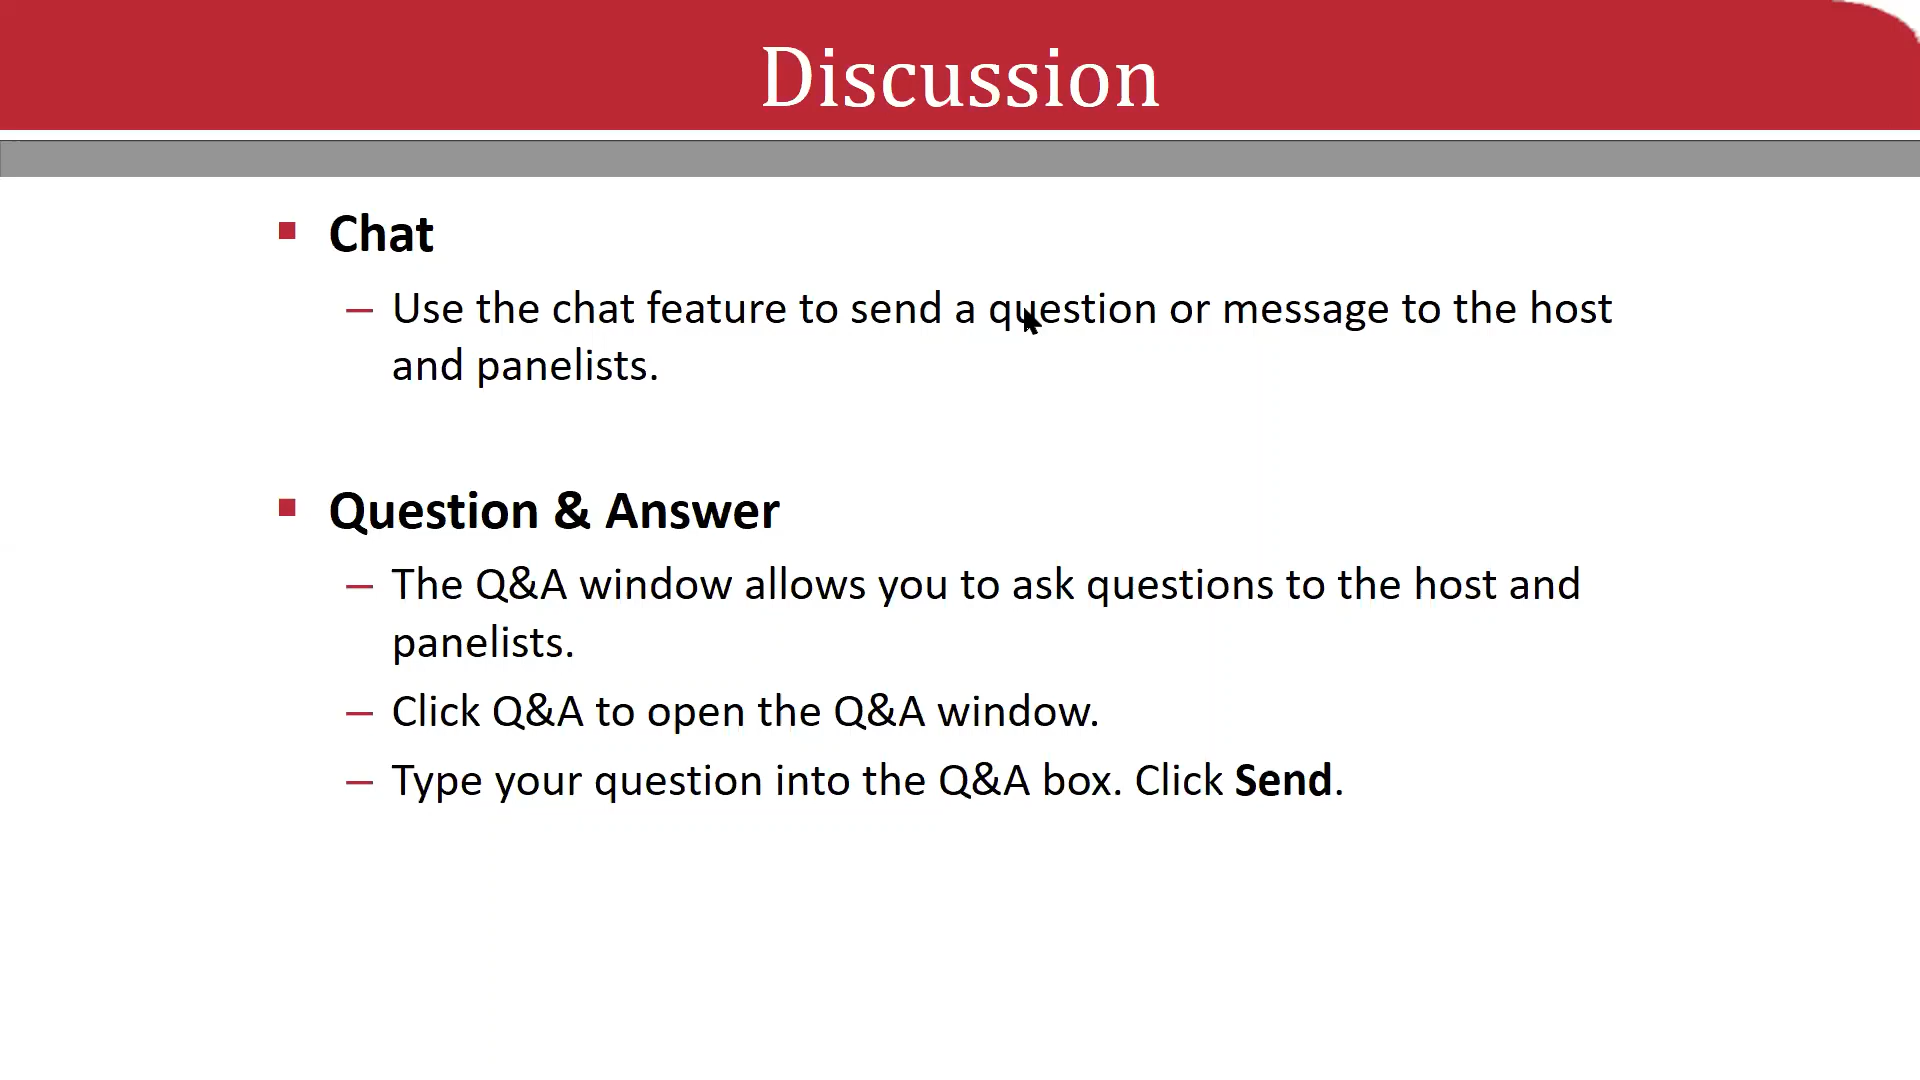 Discussion
Chat
– Use the chat feature to send a question or message to the host
and panelists.
Question & Answer
– The Q&A window allows you to ask questions to the host and
panelists.
– Click Q&A to open the Q&A window.
– Type your question into the Q&A box. Click Send.